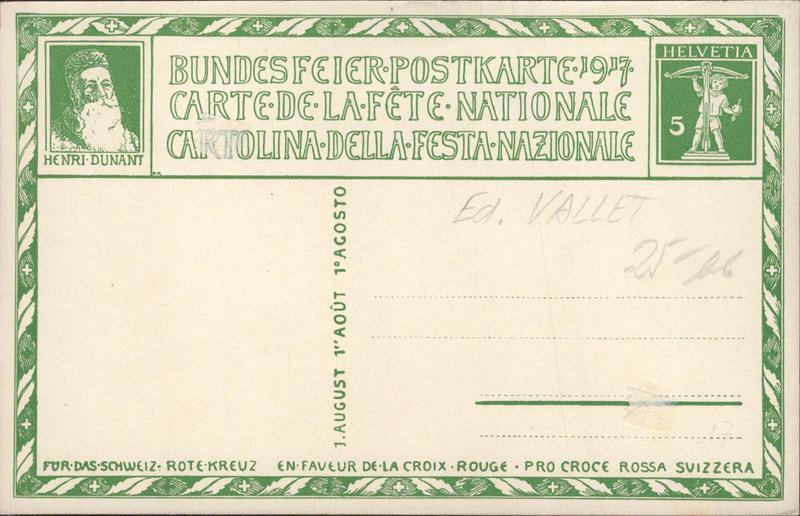 HENRI·DUNANT
BUNDESFEIER·POSTKARTE·1917·
CARTE·DE·LA·FÊTE·NATIONALE
CARTOLINA·DELLA·FESTA·NAZIONALE
HELVETIA
5
Ed. VALLET
1. AUGUST 1ER AOÛT 1º AGOSTO
FÜR·DAS·SCHWEIZ· ROTE·KREUZ EN·FAVEUR DE·LA CROIX·ROUGE·PRO CROCE ROSSA SVIZZERA